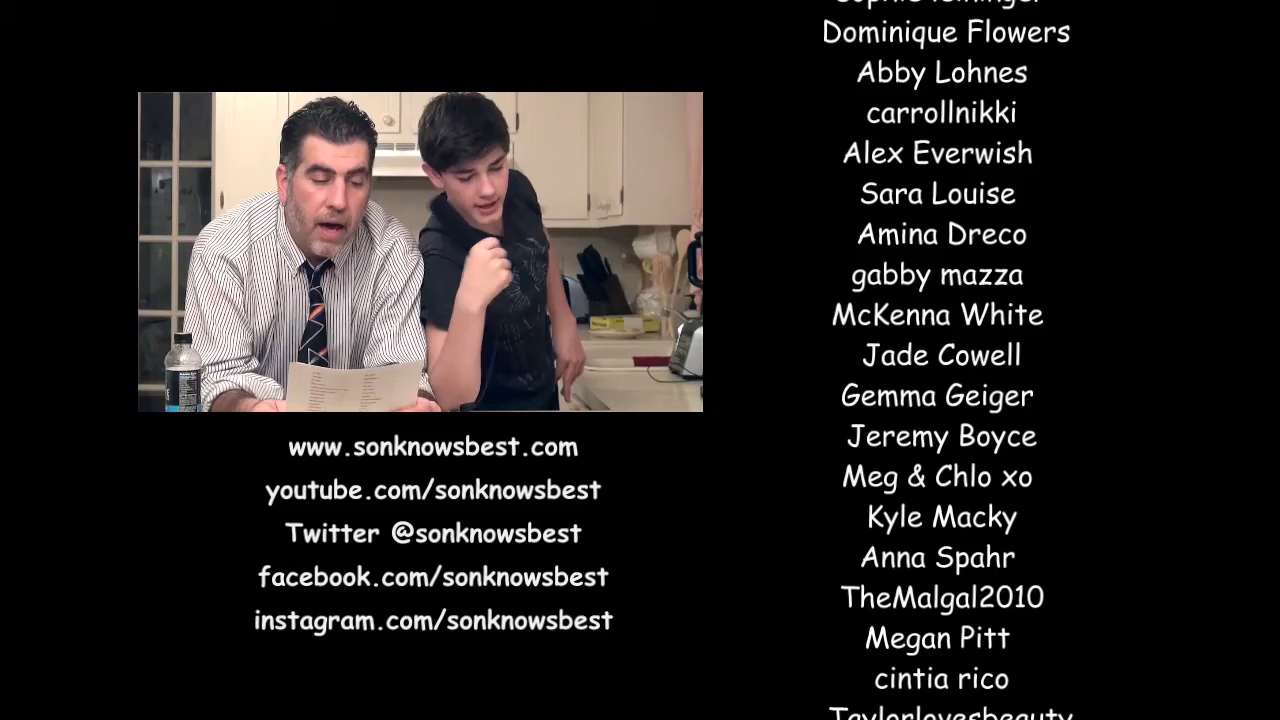 www.sonknowsbest.com
youtube.com/sonknowsbest
Twitter @sonknowsbest
facebook.com/sonknowsbest
instagram.com/sonknowsbest
Dominique Flowers
Abby Lohnes
carrollnikki
Alex Everwish
Sara Louise
Amina Dreco
gabby mazza
McKenna White
Jade Cowell
Gemma Geiger
Jeremy Boyce
Meg & Chlo xo
Kyle Macky
Anna Spahr
TheMalgal2010
Megan Pitt
cintia rico
Taylorlovesbeauty